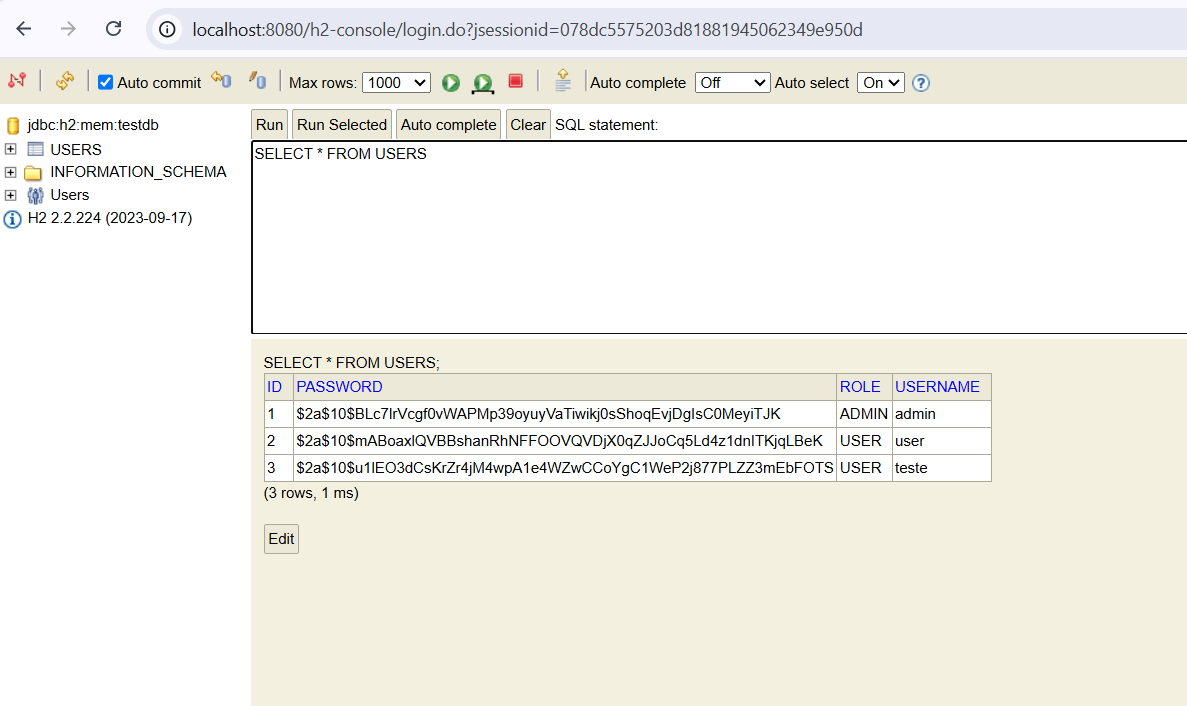 localhost:8080/h2-console/login.do?jsessionid=078dc5575203d81881945062349e950d
Auto commit Max rows: 1000 Auto complete Off Auto select On ?
jdbc:h2:mem:testdb
USERS
INFORMATION_SCHEMA
Users
H2 2.2.224 (2023-09-17)
Run Run Selected Auto complete Clear SQL statement:
SELECT * FROM USERS
SELECT * FROM USERS;
ID PASSWORD ROLE USERNAME
1 $2a$10$BLc7lrVcgf0vWAPMp39oyuyVaTiwikj0sShoqEvjDglsC0MeyiTJK ADMIN admin
2 $2a$10$mABoaxlQVBBshanRhNFFOOVQVDjX0qZJJoCq5Ld4z1dnITKjqLBeK USER user
3 $2a$10$u1lEO3dCsKrZr4jM4wpA1e4WZwCCoYgC1WeP2j877PLZZ3mEbFOTS USER teste
(3 rows, 1 ms)
Edit